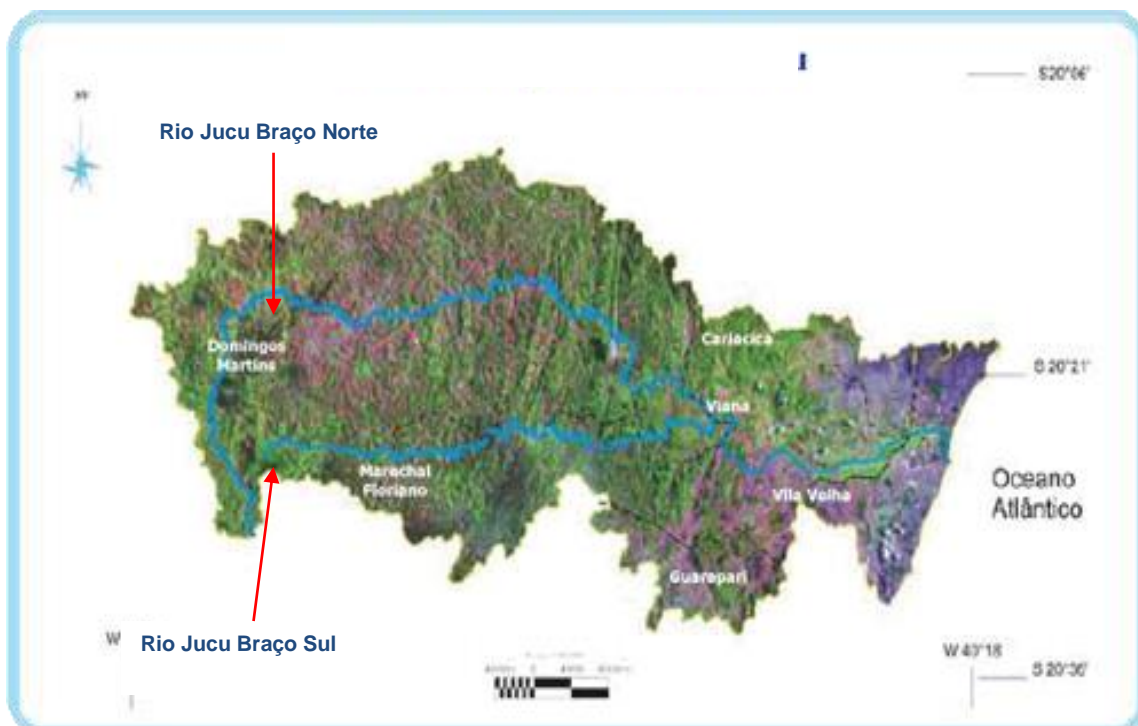 S20°06'
Rio Jucu Braço Norte
Cariacica
Domingos
Martins
S 20°21
Viana
Marechal
Floriano
Vila Velha
Oceano
Atlântico
Guarapari
Rio Jucu Braço Sul
W
W 40°18
S 20°36'